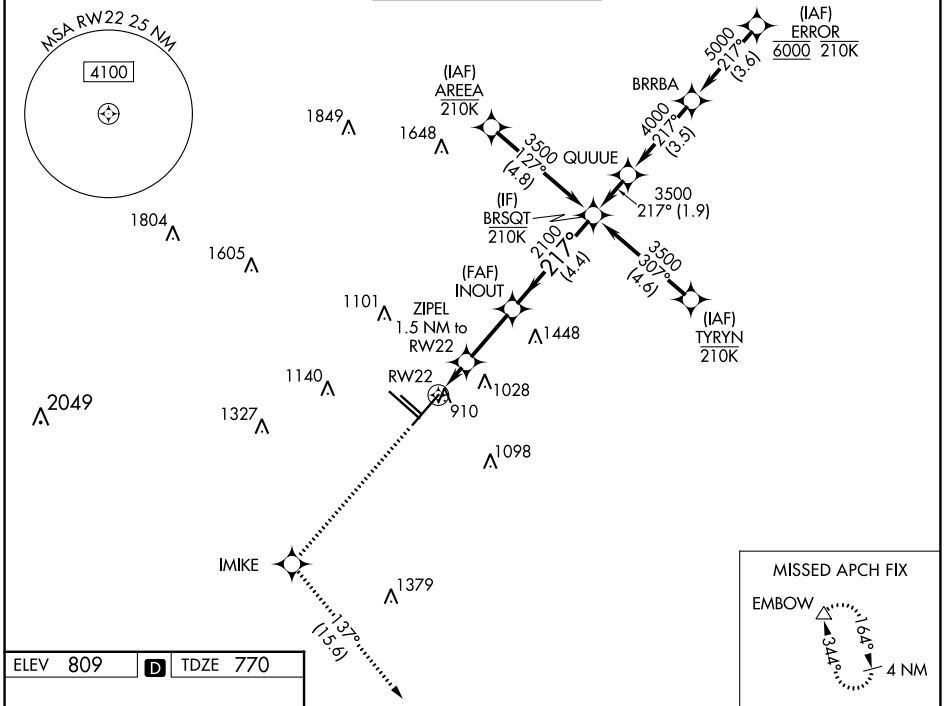 MSA RW22 25 NM
4100
(IAF)
ERROR
6000 210K
5000
217°
(3.6)
BRRBA
4000
217°
(3.5)
(IAF)
AREEA
210K
1849
1648
3500
127°
(4.8)
QUUUE
3500
217° (1.9)
(IF)
BRSQT
210K
2100
217°
(4.4)
3500
307°
(4.6)
(IAF)
TYRYN
210K
1804
1605
(FAF)
INOUT
1101
ZIPEL
1.5 NM to
RW22
1448
1140
RW22
1028
910
2049
1327
1098
IMIKE
1379
137°
(15.6)
MISSED APCH FIX
EMBOW
164°
344°
4 NM
ELEV 809 D TDZE 770